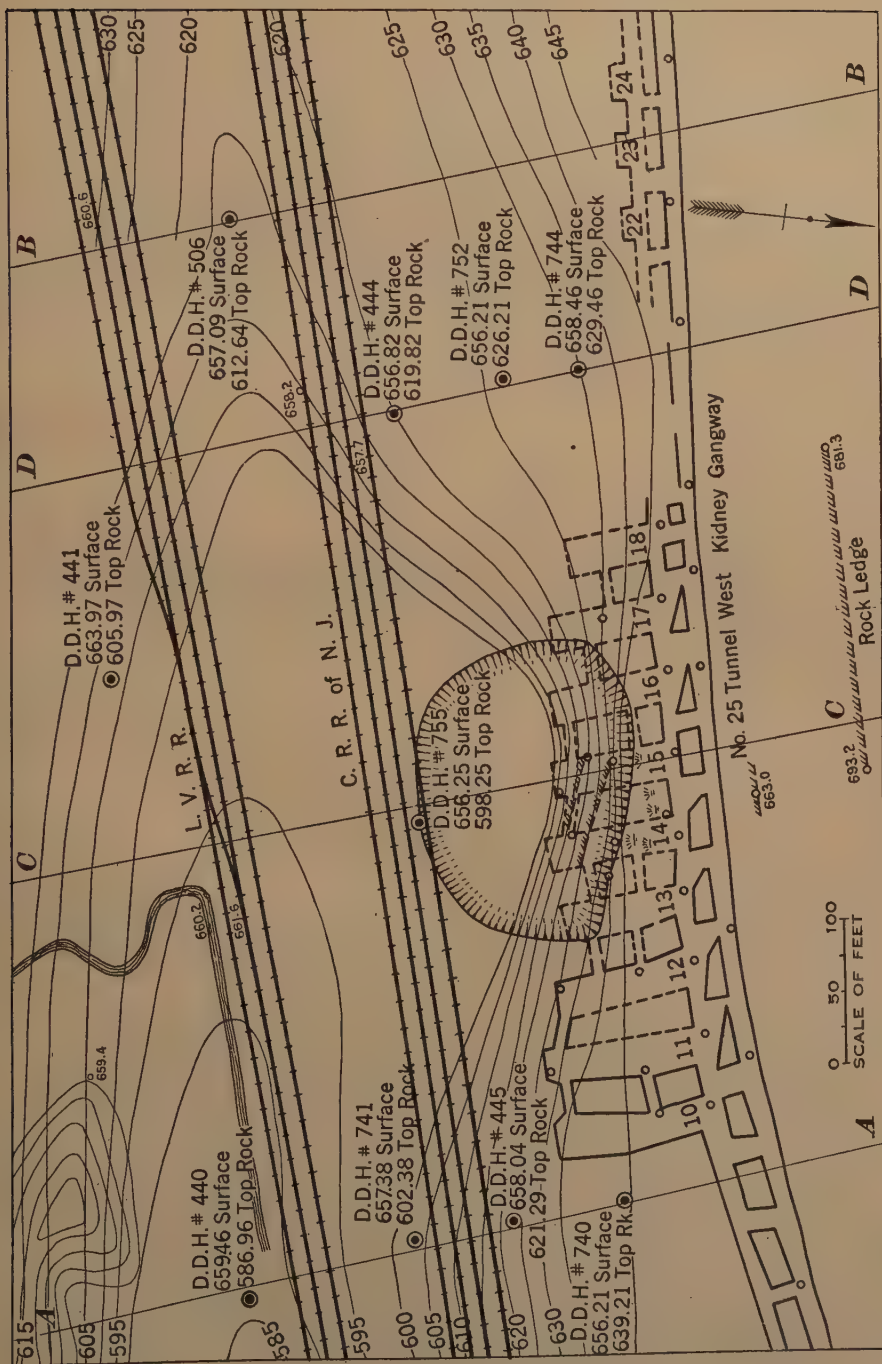 B
D
C
A
630
625
620
620
660.6
D.D.H. # 441
663.97 Surface
605.97 Top Rock
D.D.H. # 506
657.09 Surface
612.64 Top Rock
L. V. R. R.
C. R. R. of N. J.
658.2
657.7
660.2
661.6
659.4
615
605
595
585
D.D.H. # 440
659.46 Surface
586.96 Top Rock
D.D.H. # 444
656.82 Surface
619.82 Top Rock
D.D.H. # 752
656.21 Surface
626.21 Top Rock
D.D.H. # 744
658.46 Surface
629.46 Top Rock
D.D.H. # 755
656.25 Surface
598.25 Top Rock
D.D.H. # 741
657.38 Surface
602.38 Top Rock
D.D.H. # 445
658.04 Surface
621.29 Top Rock
D.D.H. # 740
656.21 Surface
639.21 Top Rk.
595
600
605
610
620
630
625
630
635
640
645
10
11
12
13
14
15
16
17
18
22
23
24
No. 25 Tunnel West Kidney Gangway
663.0
693.2
Rock Ledge
681.3
0 50 100
SCALE OF FEET
A
C
D
B